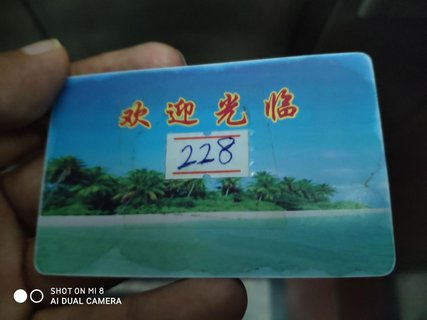 欢迎光临
228
SHOT ON MI 8
AI DUAL CAMERA